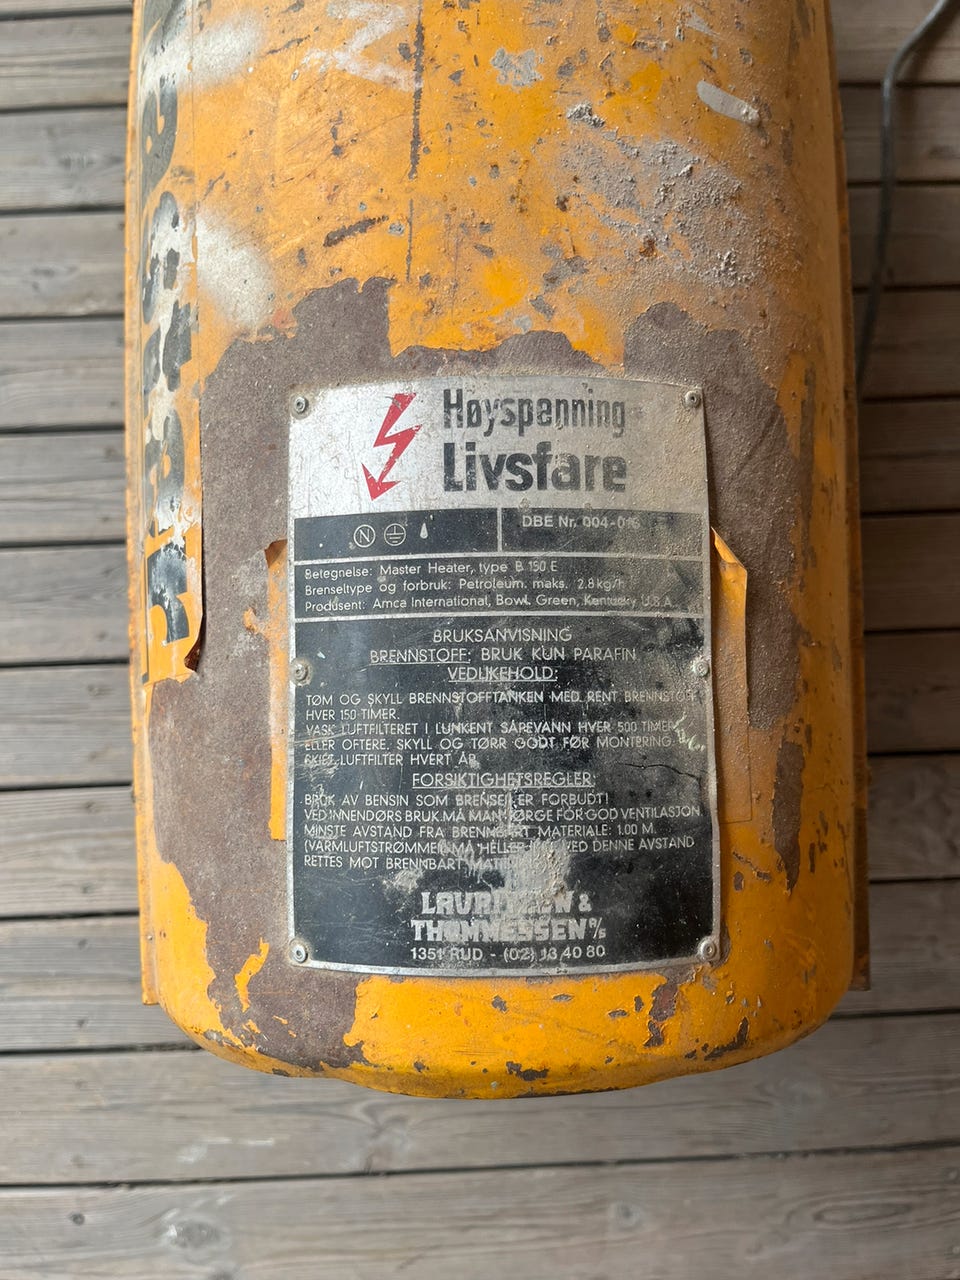 Høyspenning
Livsfare
N
DBE Nr. 004-0
Betegnelse: Master Heater, type B 150 E
Brenseltype og forbruk: Petroleum. maks. 2.8kg/h
Produsent: Amca International, Bowl. Green, Kentucky U.S.A.
BRUKSANVISNING
BRENNSTOFF: BRUK KUN PARAFIN
VEDLIKEHOLD:
TØM OG SKYLL BRENNSTOFFTANKEN MED RENT BRENNSTOFF
HVER 150 TIMER.
VASK LUFTFILTERET I LUNKENT SÅPEVANN HVER 500 TIMER
ELLER OFTERE. SKYLL OG TØRR GODT FØR MONTERING.
SKIFT LUFTFILTER HVERT ÅR.
FORSIKTIGHETSREGLER:
BRUK AV BENSIN SOM BRENSEL ER FORBUDT!
VED INNENDØRS BRUK MÅ MAN SØRGE FOR GOD VENTILASJON
MINSTE AVSTAND FRA BRENNBART MATERIALE: 1.00 M.
(VARMLUFTSTRØMMEN MÅ HELLER IKKE VED DENNE AVSTAND
RETTES MOT BRENNBART
&
THOMMESSEN A/S
1351 RUD - (02) 13 40 80